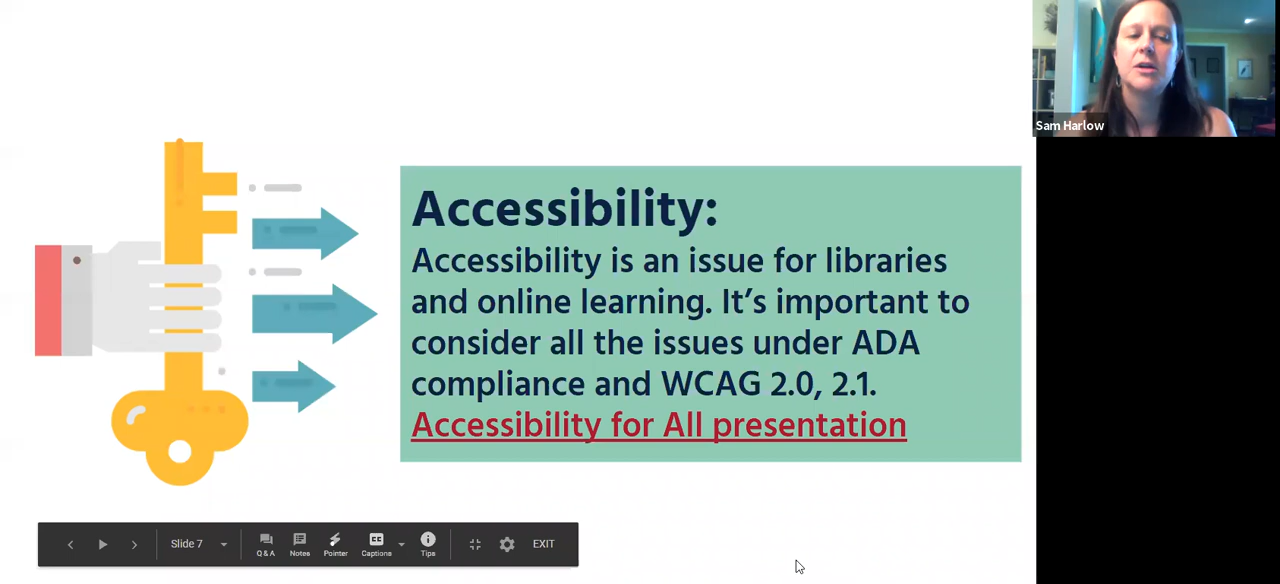 Sam Harlow
Accessibility:
Accessibility is an issue for libraries
and online learning. It’s important to
consider all the issues under ADA
compliance and WCAG 2.0, 2.1.
Accessibility for All presentation
Slide 7
Q & A
Notes
Pointer
CC
Captions
Tips
EXIT